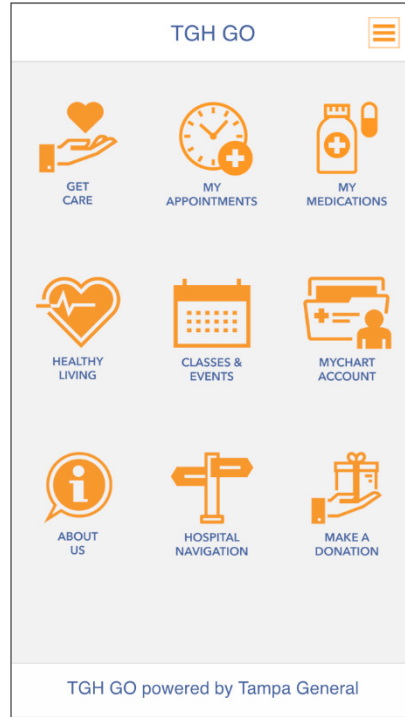 TGH GO
GET
CARE
MY
APPOINTMENTS
MY
MEDICATIONS
HEALTHY
LIVING
CLASSES &
EVENTS
MYCHART
ACCOUNT
ABOUT
US
HOSPITAL
NAVIGATION
MAKE A
DONATION
TGH GO powered by Tampa General